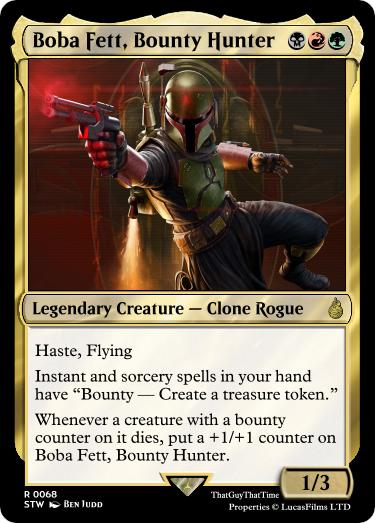 Boba Fett, Bounty Hunter
Legendary Creature — Clone Rogue
Haste, Flying
Instant and sorcery spells in your hand
have “Bounty — Create a treasure token.”
Whenever a creature with a bounty
counter on it dies, put a +1/+1 counter on
Boba Fett, Bounty Hunter.
1/3
R 0068
STW Ben Judd
ThatGuyThatTime
Properties © LucasFilms LTD